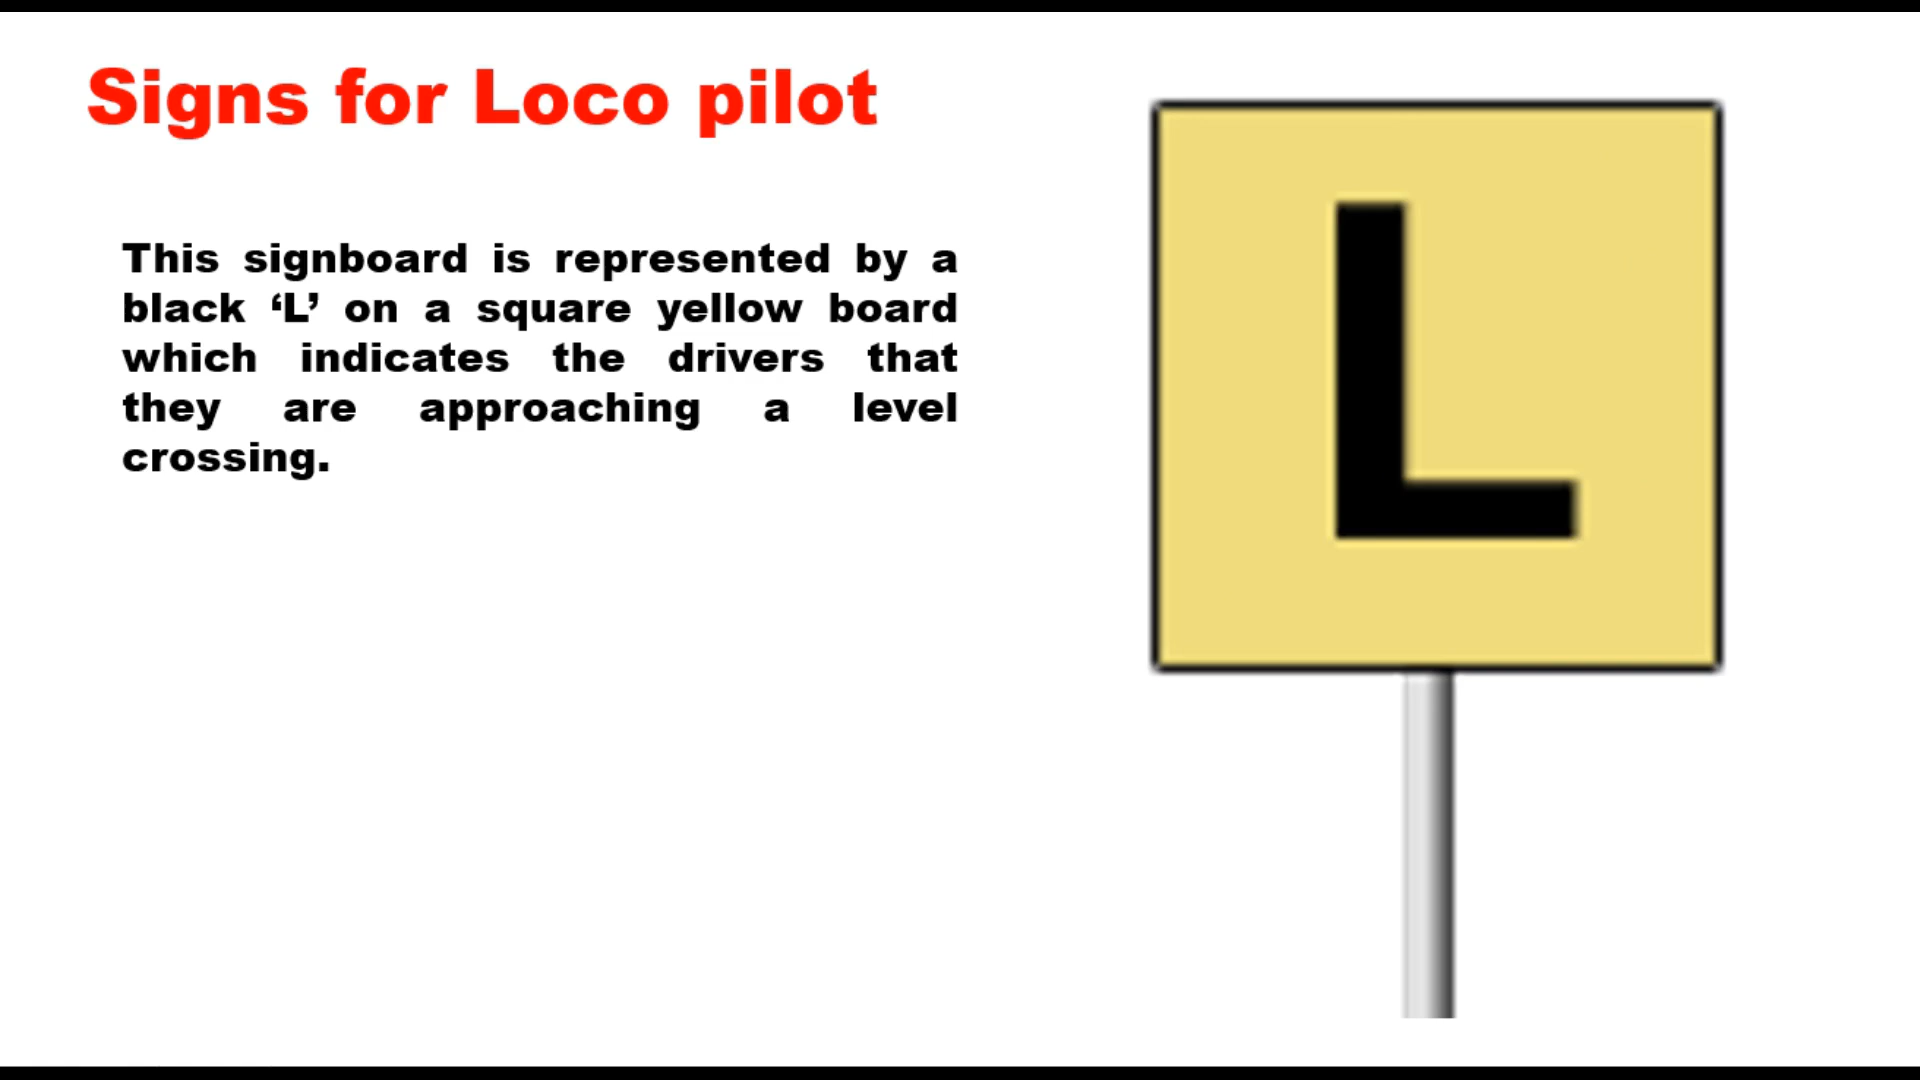 Signs for Loco pilot
This signboard is represented by a
black ‘L’ on a square yellow board
which indicates the drivers that
they are approaching a level
crossing.
L